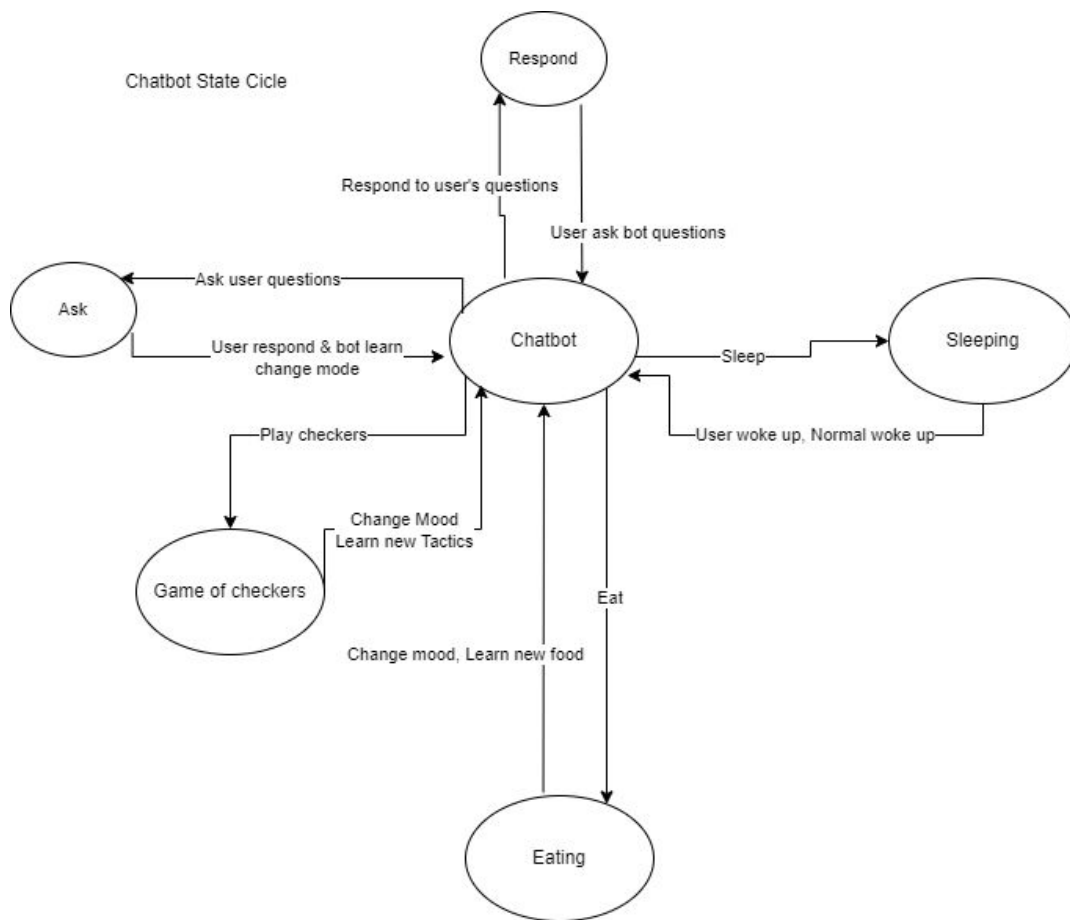 Respond
Chatbot State Cicle
Respond to user's questions
User ask bot questions
Ask user questions
Ask
Chatbot
Sleeping
User respond & bot learn
change mode
Sleep
Play checkers
User woke up, Normal woke up
Change Mood
Learn new Tactics
Game of checkers
Eat
Change mood, Learn new food
Eating